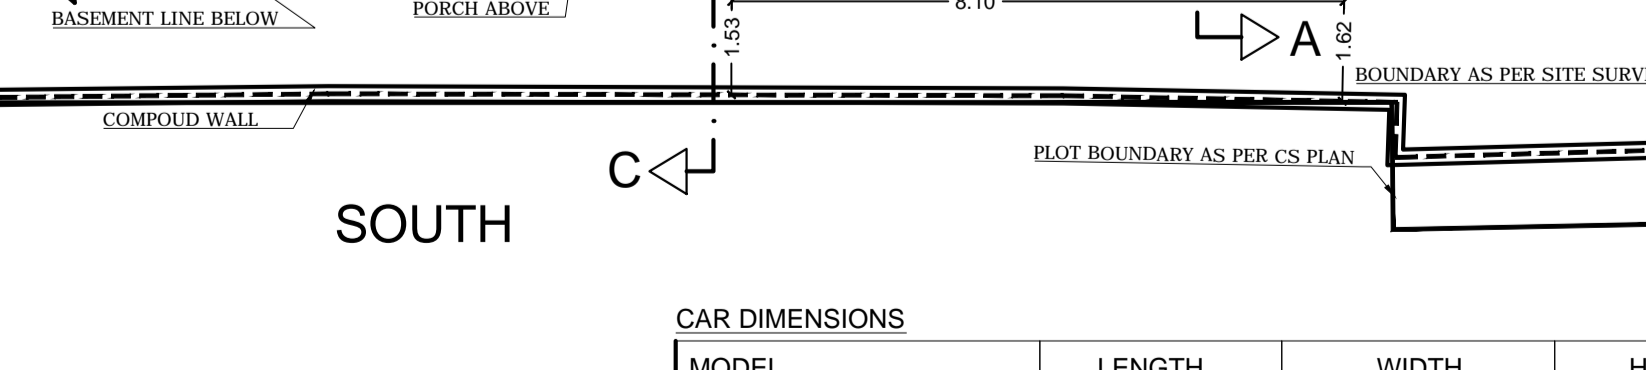 8.10
PORCH ABOVE
BASEMENT LINE BELOW
1.53
A
1.62
BOUNDARY AS PER SITE
COMPOUD WALL
PLOT BOUNDARY AS PER CS PLAN
C
SOUTH
CAR DIMENSIONS
MODEL LENGTH WIDTH